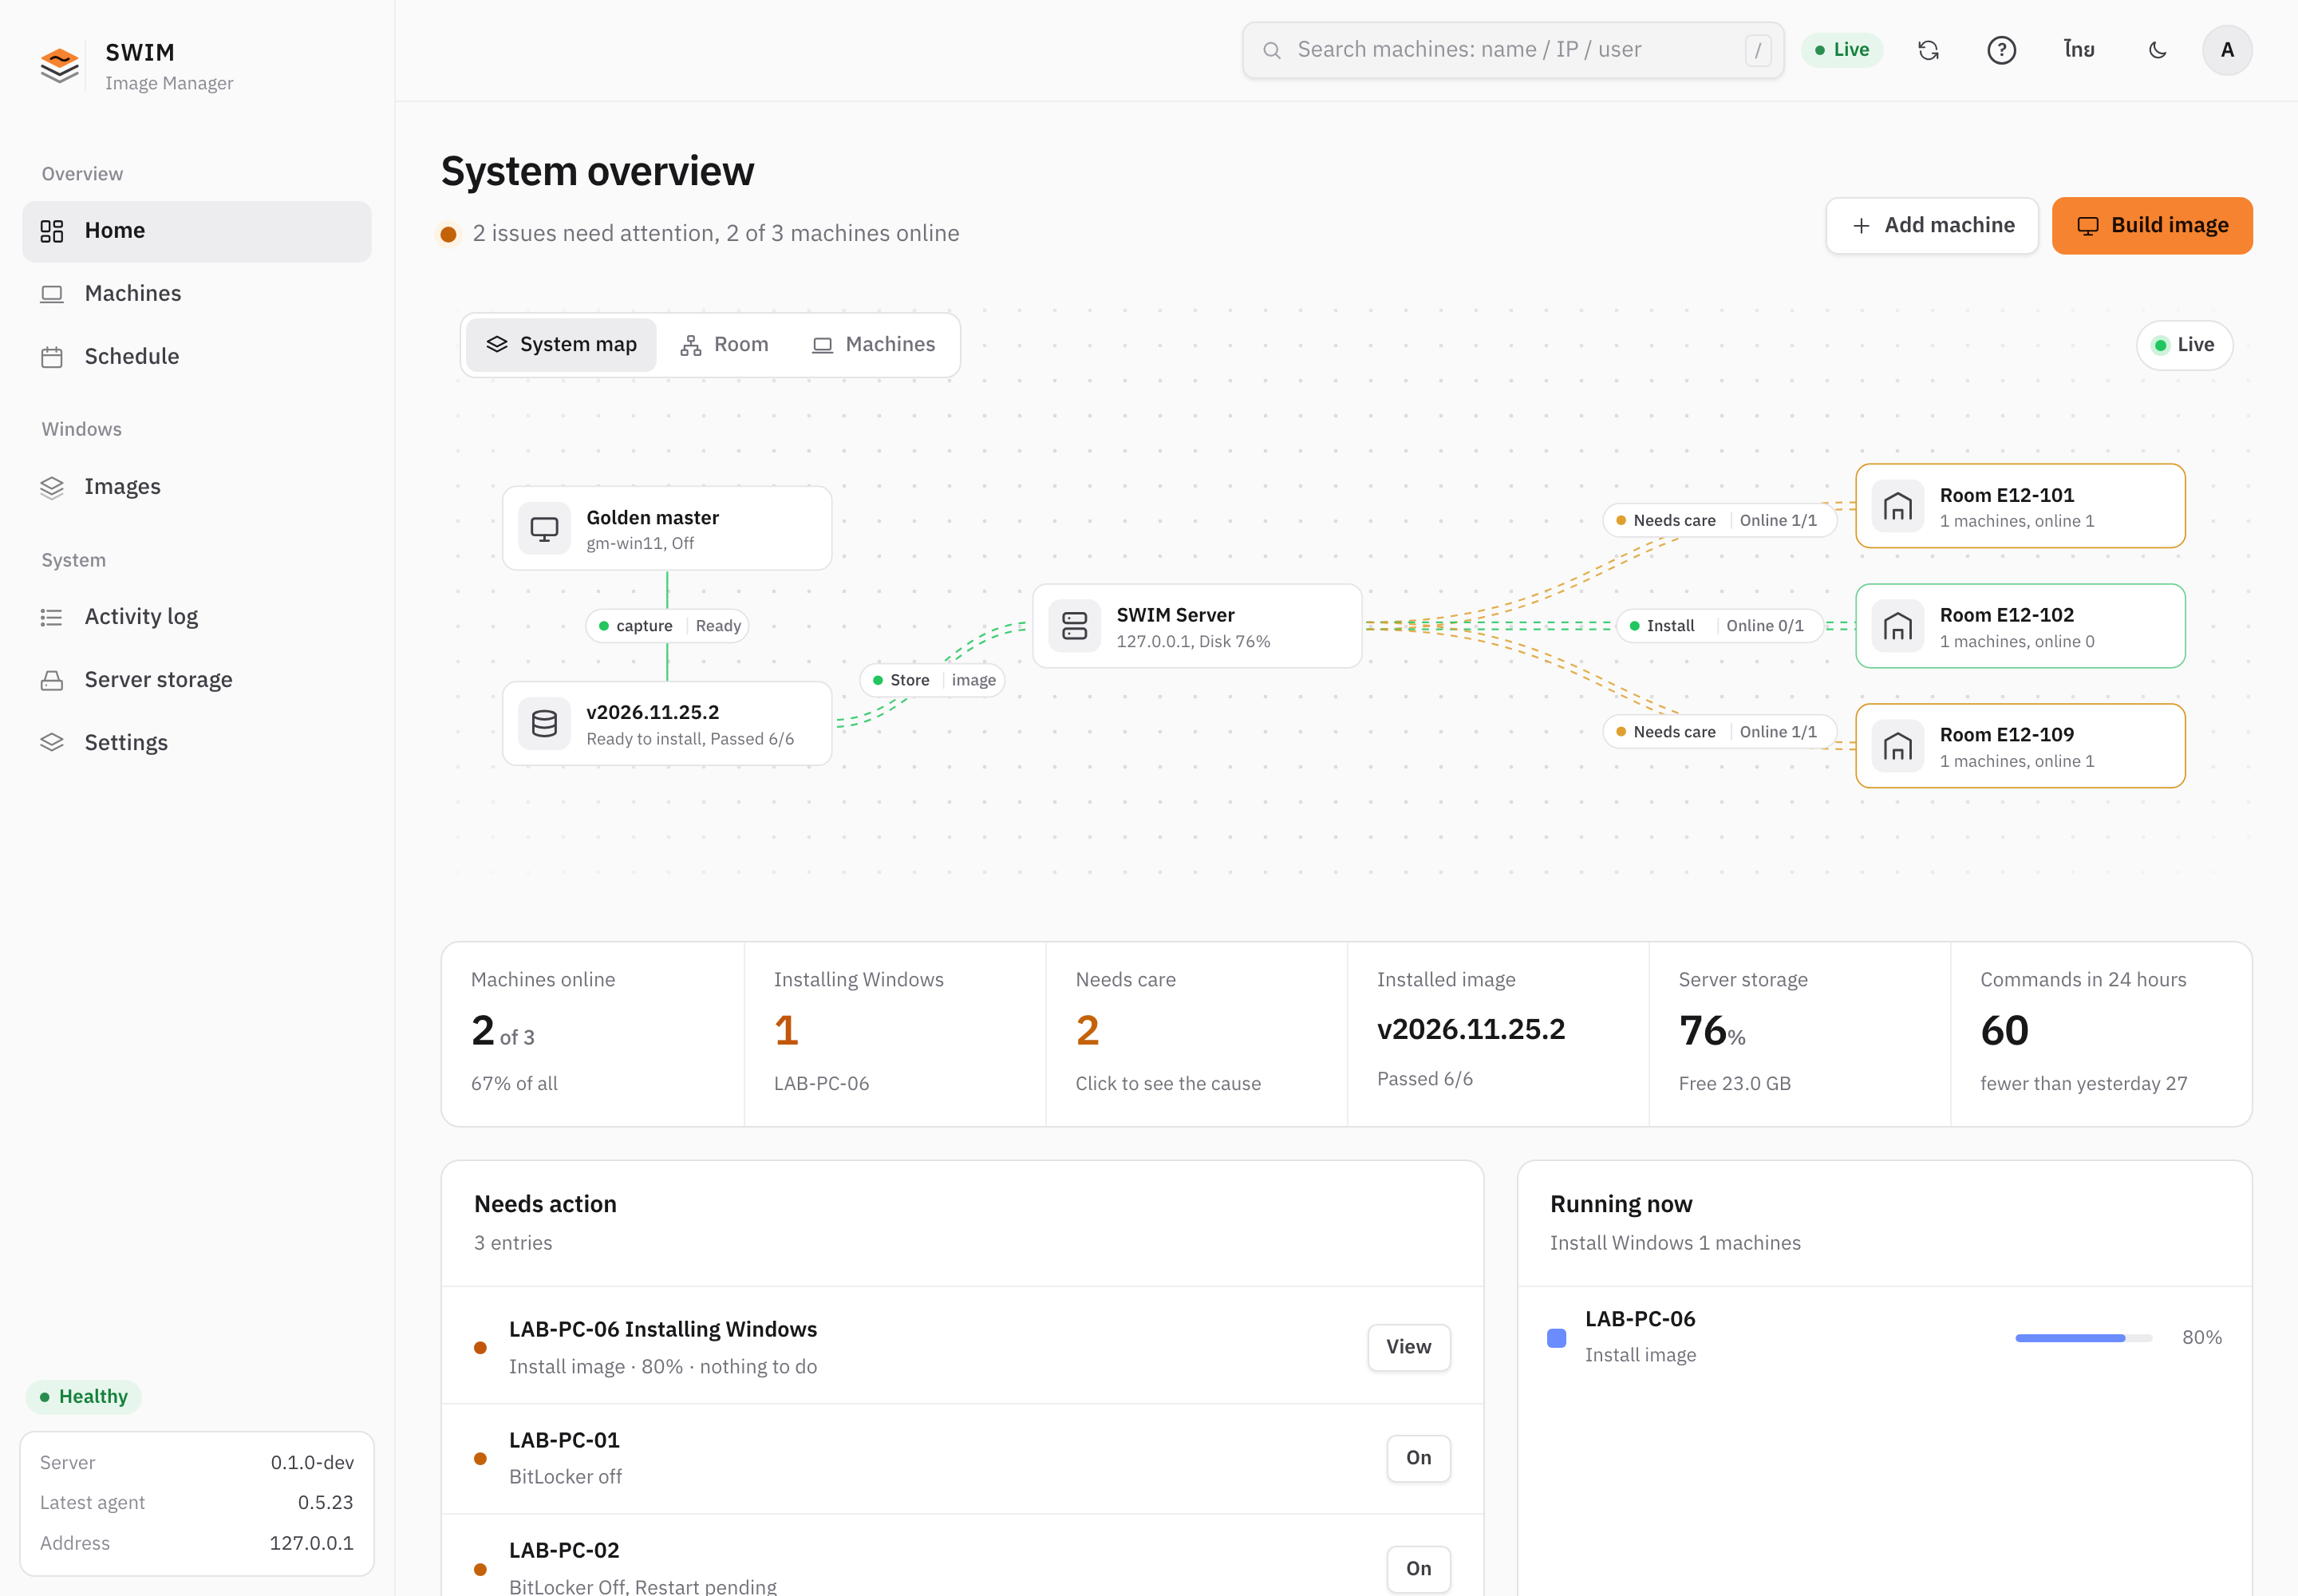 SWIM
Image Manager
Search machines: name / IP / user
/
Live
?
ไทย
A
Overview
Home
Machines
Schedule
Windows
Images
System
Activity log
Server storage
Settings
Healthy
Server 0.1.0-dev
Latest agent 0.5.23
Address 127.0.0.1
System overview
2 issues need attention, 2 of 3 machines online
Add machine
Build image
System map
Room
Machines
Live
Golden master
gm-win11, Off
capture Ready
v2026.11.25.2
Ready to install, Passed 6/6
Store image
SWIM Server
127.0.0.1, Disk 76%
Needs care Online 1/1
Room E12-101
1 machines, online 1
Install Online 0/1
Room E12-102
1 machines, online 0
Needs care Online 1/1
Room E12-109
1 machines, online 1
Machines online
2 of 3
67% of all
Installing Windows
1
LAB-PC-06
Needs care
2
Click to see the cause
Installed image
v2026.11.25.2
Passed 6/6
Server storage
76%
Free 23.0 GB
Commands in 24 hours
60
fewer than yesterday 27
Needs action
3 entries
LAB-PC-06 Installing Windows
Install image · 80% · nothing to do
View
LAB-PC-01
BitLocker off
On
LAB-PC-02
BitLocker Off, Restart pending
On
Running now
Install Windows 1 machines
LAB-PC-06
Install image
80%